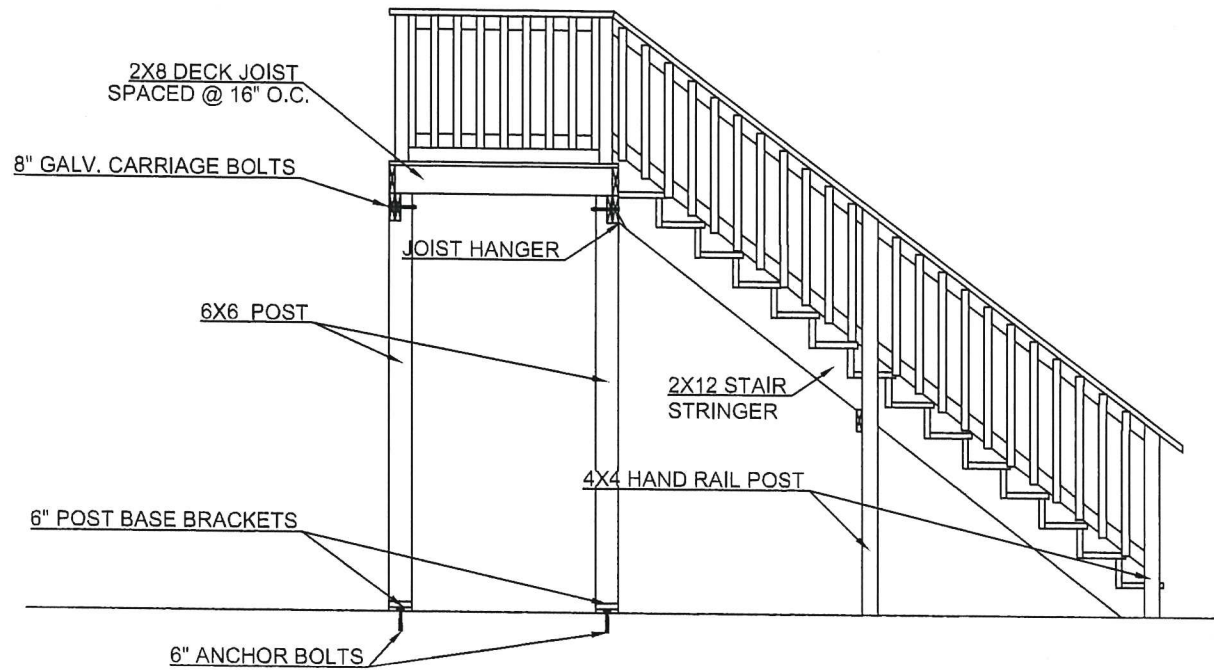 2X8 DECK JOIST
SPACED @ 16" O.C.
8" GALV. CARRIAGE BOLTS
JOIST HANGER
6X6 POST
2X12 STAIR
STRINGER
4X4 HAND RAIL POST
6" POST BASE BRACKETS
6" ANCHOR BOLTS